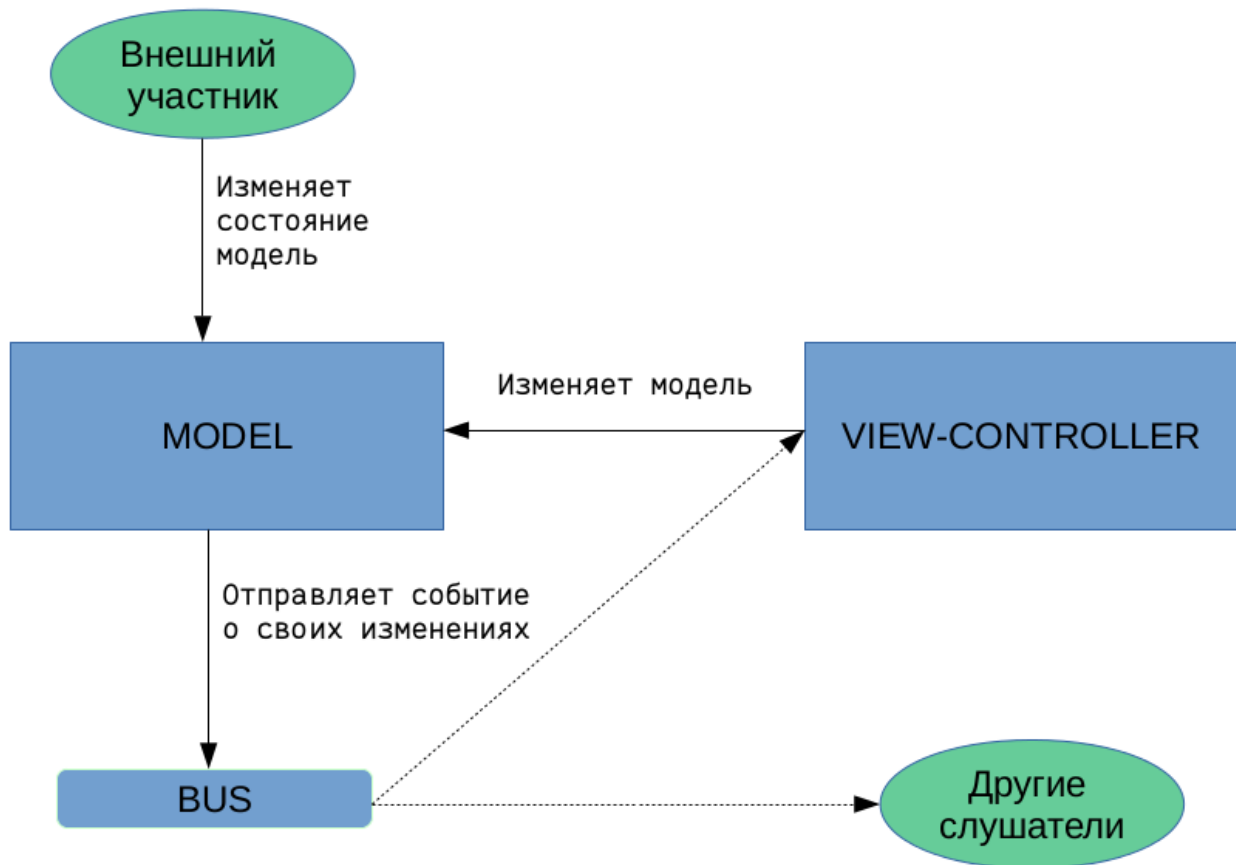 Внешний
участник
Изменяет
состояние
модель
MODEL
Изменяет модель
VIEW-CONTROLLER
Отправляет событие
о своих изменениях
BUS
Другие
слушатели